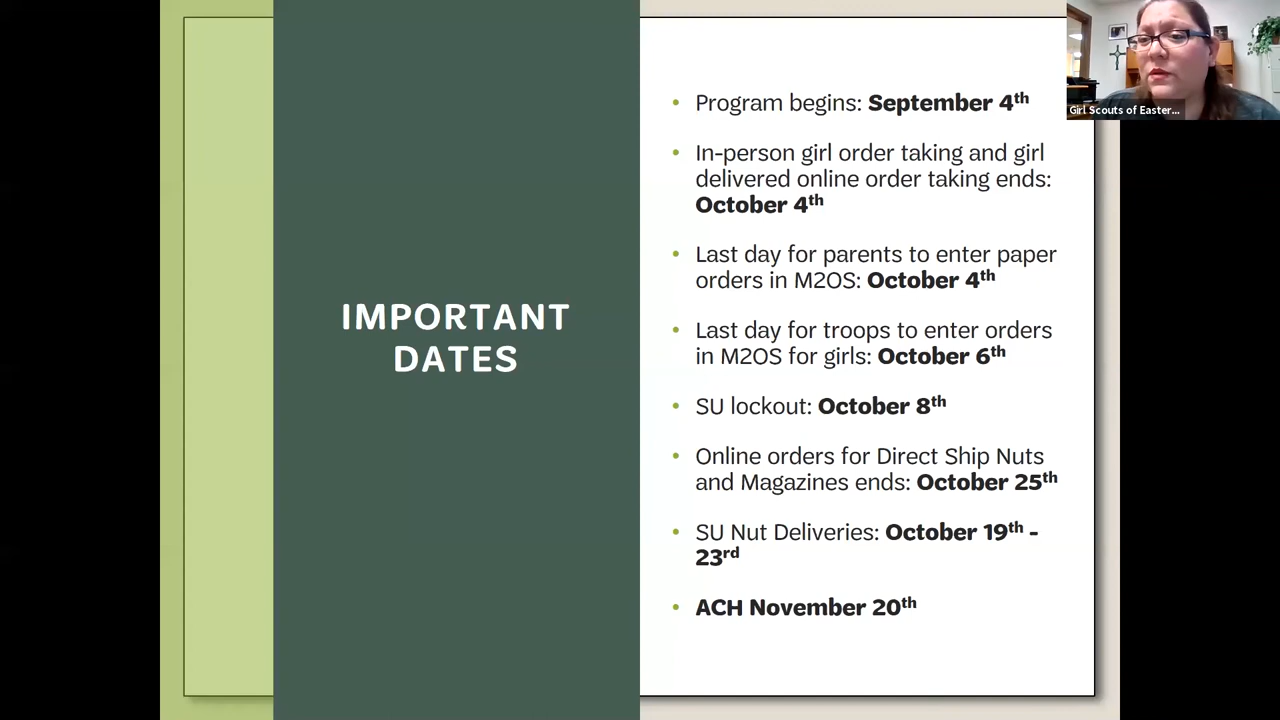 IMPORTANT
DATES
• Program begins: September 4th
• In-person girl order taking and girl
delivered online order taking ends:
October 4th
• Last day for parents to enter paper
orders in M2OS: October 4th
• Last day for troops to enter orders
in M2OS for girls: October 6th
• SU lockout: October 8th
• Online orders for Direct Ship Nuts
and Magazines ends: October 25th
• SU Nut Deliveries: October 19th -
23rd
• ACH November 20th
Girl Scouts of Easter...